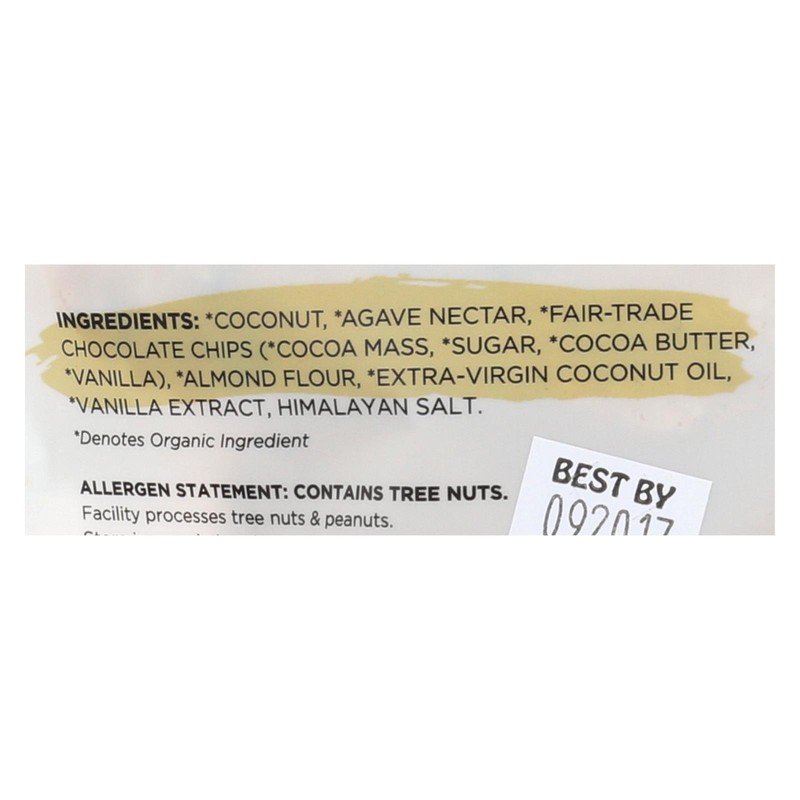 INGREDIENTS: *COCONUT, *AGAVE NECTAR, *FAIR-TRADE
CHOCOLATE CHIPS (*COCOA MASS, *SUGAR, *COCOA BUTTER,
*VANILLA), *ALMOND FLOUR, *EXTRA-VIRGIN COCONUT OIL,
*VANILLA EXTRACT, HIMALAYAN SALT.
*Denotes Organic Ingredient
ALLERGEN STATEMENT: CONTAINS TREE NUTS.
Facility processes tree nuts & peanuts.
BEST BY
092017